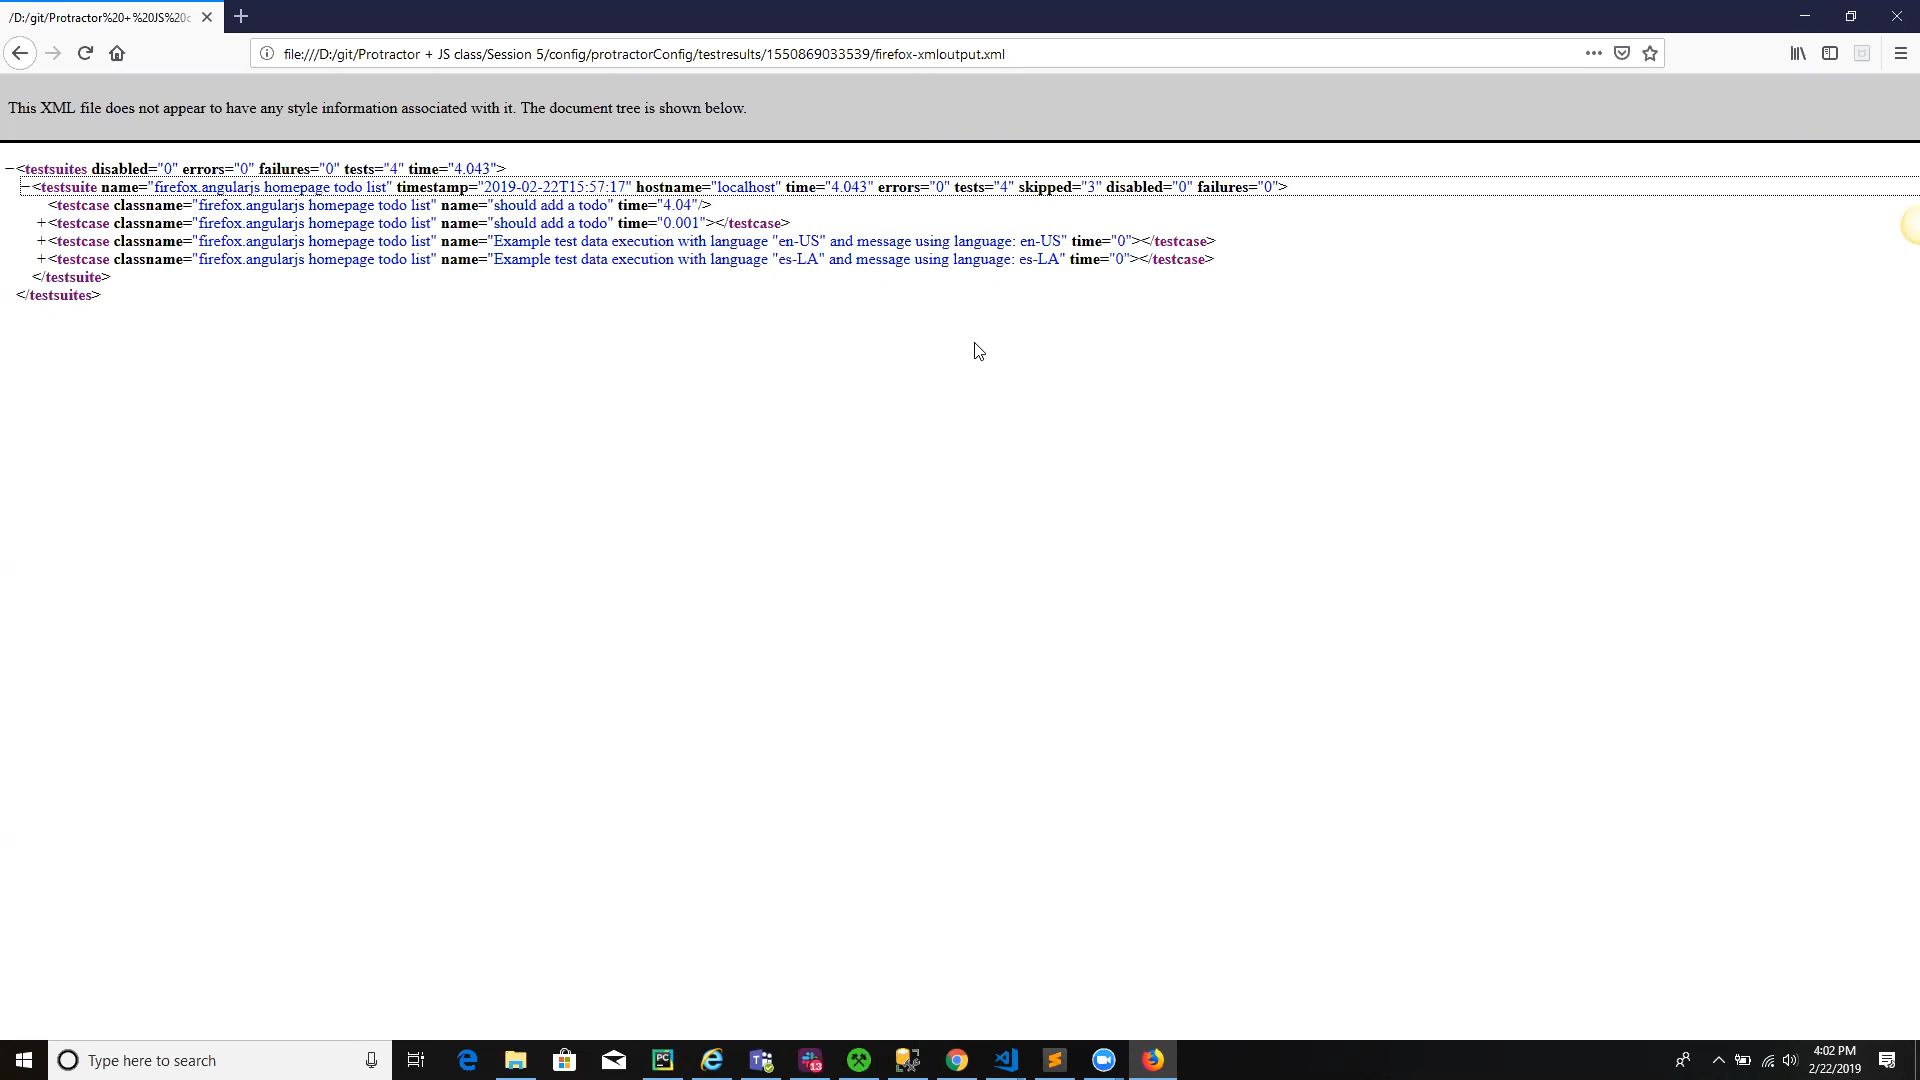 /D:/git/Protractor%20+%20JS%20c
file:///D:/git/Protractor + JS class/Session 5/config/protractorConfig/testresults/1550869033539/firefox-xmloutput.xml
This XML file does not appear to have any style information associated with it. The document tree is shown below.
−<testsuites disabled="0" errors="0" failures="0" tests="4" time="4.043">
−<testsuite name="firefox.angularjs homepage todo list" timestamp="2019-02-22T15:57:17" hostname="localhost" time="4.043" errors="0" tests="4" skipped="3" disabled="0" failures="0">
<testcase classname="firefox.angularjs homepage todo list" name="should add a todo" time="4.04"/>
+<testcase classname="firefox.angularjs homepage todo list" name="should add a todo" time="0.001"></testcase>
+<testcase classname="firefox.angularjs homepage todo list" name="Example test data execution with language "en-US" and message using language: en-US" time="0"></testcase>
+<testcase classname="firefox.angularjs homepage todo list" name="Example test data execution with language "es-LA" and message using language: es-LA" time="0"></testcase>
</testsuite>
</testsuites>
Type here to search
PC
13
4:02 PM
2/22/2019